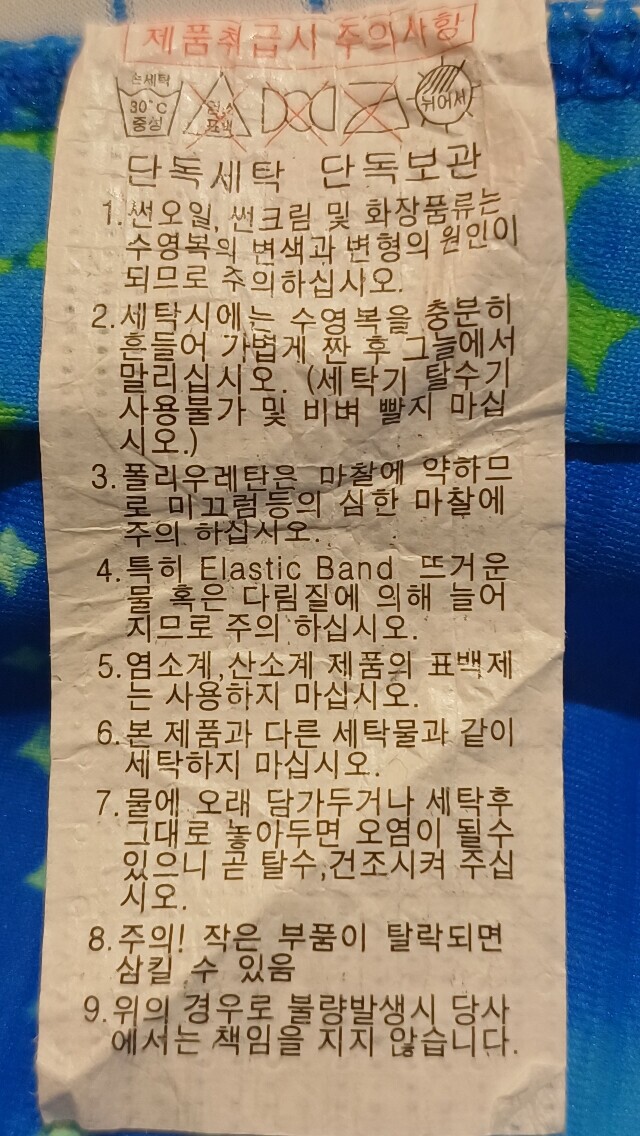 제품취급시 주의사항
손세탁
30°C
중성
염소
표백
뉘어서
단독세탁 단독보관
1.썬오일, 썬크림 및 화장품류는
수영복의 변색과 변형의 원인이
되므로 주의하십시오.
2.세탁시에는 수영복을 충분히
흔들어 가볍게 짠 후 그늘에서
말리십시오. (세탁기 탈수기
사용불가 및 비벼 빨지 마십
시오.)
3.폴리우레탄은 마찰에 약하므
로 미끄럼등의 심한 마찰에
주의 하십시오.
4.특히 Elastic Band 뜨거운
물 혹은 다림질에 의해 늘어
지므로 주의 하십시오.
5.염소계,산소계 제품의 표백제
는 사용하지 마십시오.
6.본 제품과 다른 세탁물과 같이
세탁하지 마십시오.
7.물에 오래 담가두거나 세탁후
그대로 놓아두면 오염이 될수
있으니 곧 탈수,건조시켜 주십
시오.
8.주의! 작은 부품이 탈락되면
삼킬 수 있음
9.위의 경우로 불량발생시 당사
에서는 책임을 지지 않습니다.